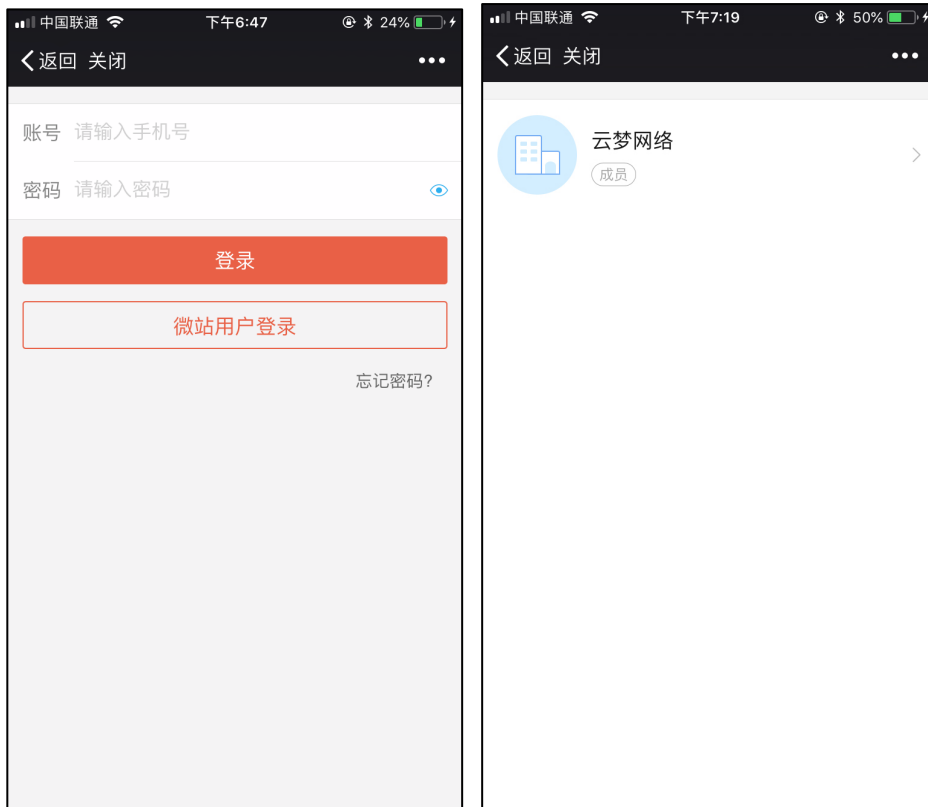 中国联通 下午6:47 24%
返回 关闭
账号 请输入手机号
密码 请输入密码
登录
微站用户登录
忘记密码?
中国联通 下午7:19 50%
返回 关闭
云梦网络
成员